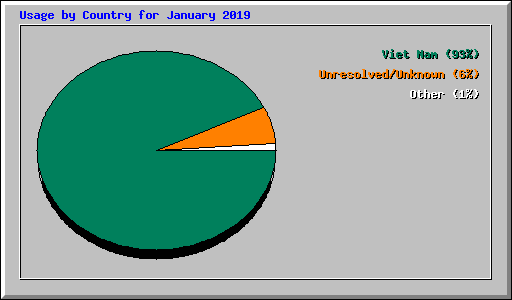 Usage by Country for January 2019
Viet Nam (93%)
Unresolved/Unknown (6%)
Other (1%)